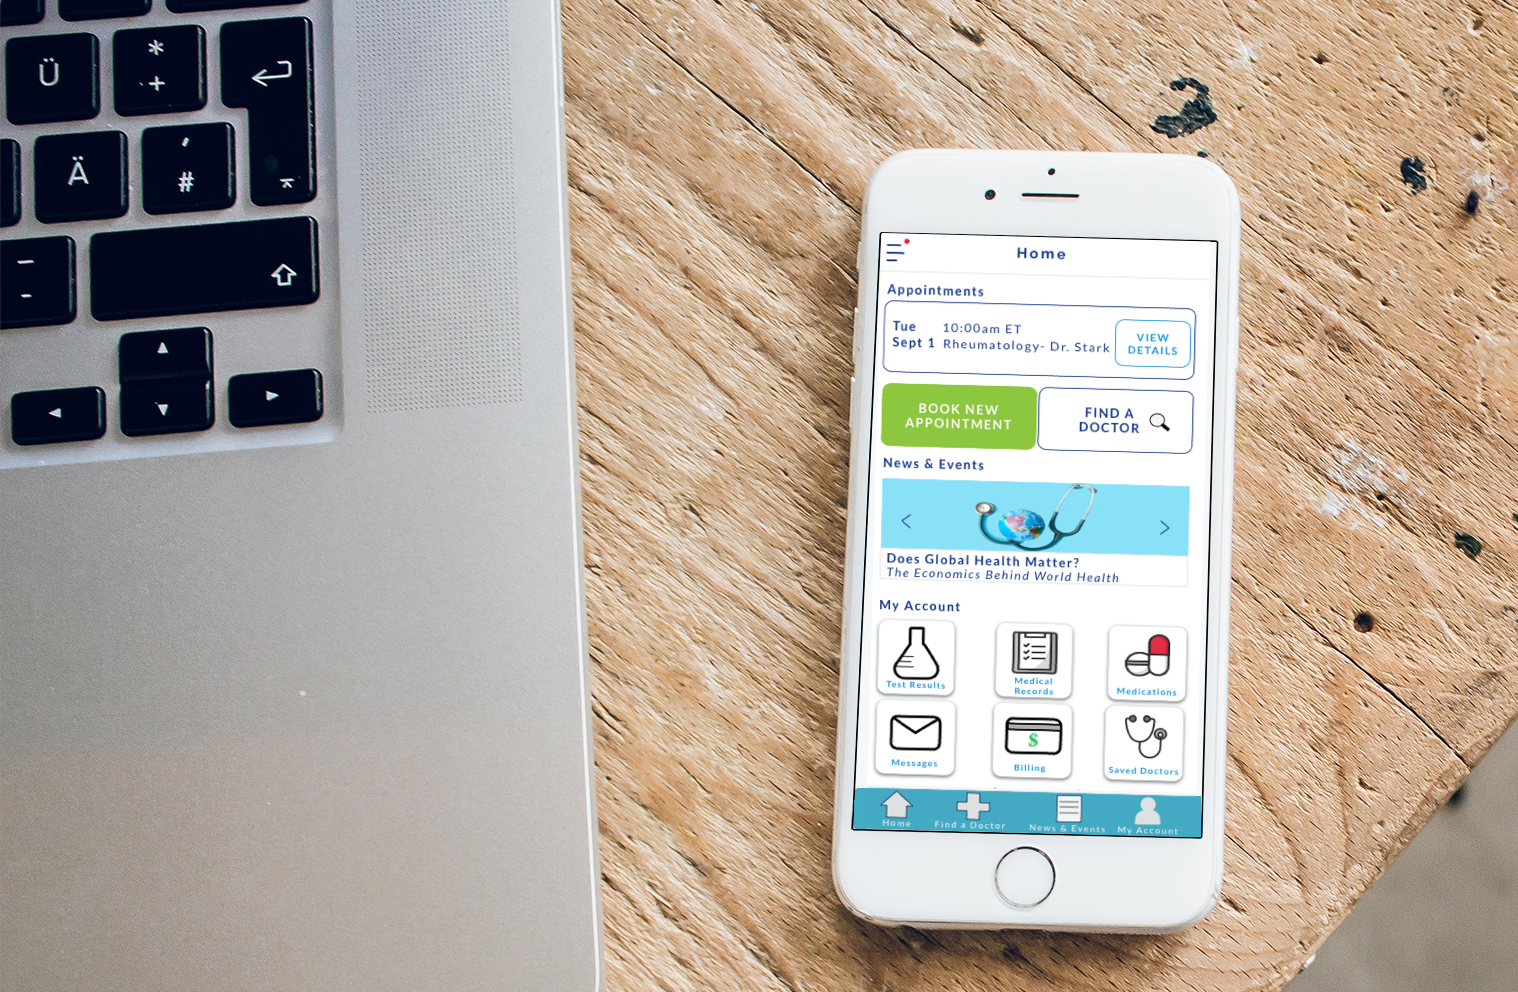 Ü
*
+
Ä
'
#
–
-
Home
Appointments
Tue 10:00am ET
Sept 1 Rheumatology- Dr. Stark
VIEW
DETAILS
BOOK NEW
APPOINTMENT
FIND A
DOCTOR
News & Events
Does Global Health Matter?
The Economics Behind World Health
My Account
Test Results
Medical
Records
Medications
Messages
$
Billing
Saved Doctors
Home
Find a Doctor
News & Events
My Account